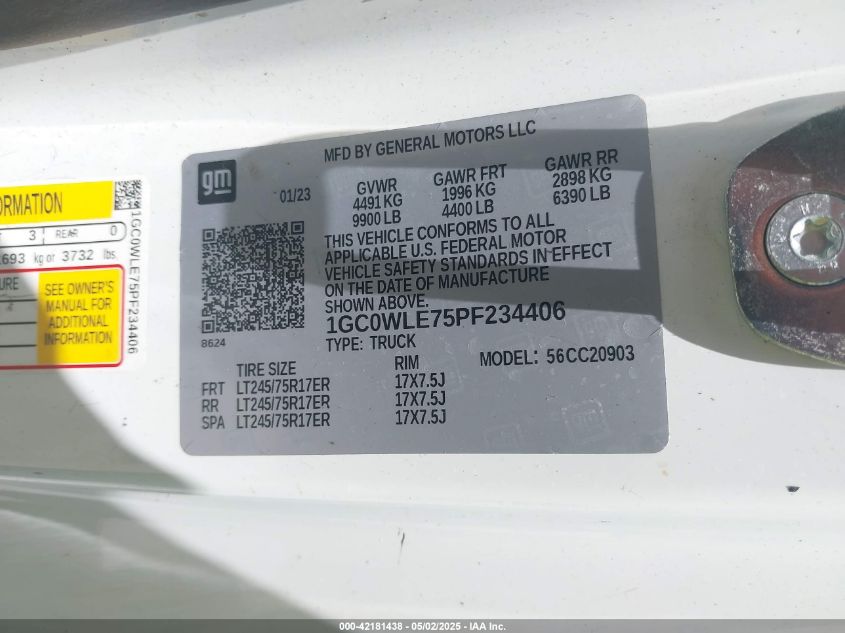 ORMATION
3 REAR 0
693 kg or 3732 lbs
URE
SEE OWNER'S
MANUAL FOR
ADDITIONAL
INFORMATION
1GC0WLE75PF234406
gm
01/23
MFD BY GENERAL MOTORS LLC
GVWR GAWR FRT GAWR RR
4491 KG 1996 KG 2898 KG
9900 LB 4400 LB 6390 LB
THIS VEHICLE CONFORMS TO ALL
APPLICABLE U.S. FEDERAL MOTOR
VEHICLE SAFETY STANDARDS IN EFFECT
ON THE DATE OF MANUFACTURE
SHOWN ABOVE.
1GC0WLE75PF234406
8624
TYPE: TRUCK MODEL: 56CC20903
TIRE SIZE RIM
FRT LT245/75R17ER 17X7.5J
RR LT245/75R17ER 17X7.5J
SPA LT245/75R17ER 17X7.5J
000-42181438 - 05/02/2025 - IAA Inc.